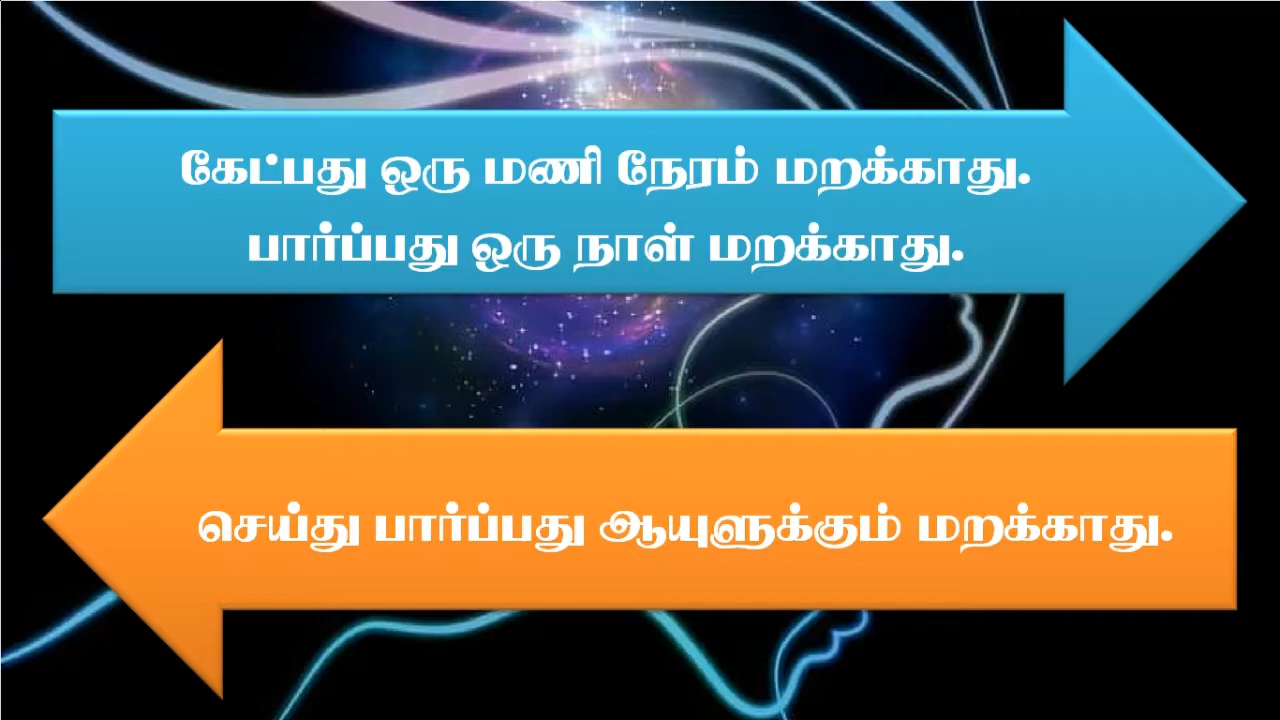 கேட்பது ஒரு மணி நேரம் மறக்காது.
பார்ப்பது ஒரு நாள் மறக்காது.
செய்து பார்ப்பது ஆயுளுக்கும் மறக்காது.